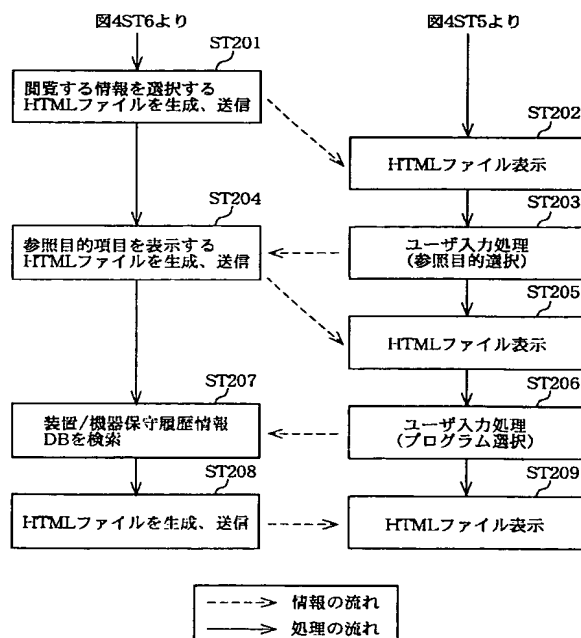 図4ST6より
図4ST5より
ST201
閲覧する情報を選択する
HTMLファイルを生成、送信
ST202
HTMLファイル表示
ST204
ST203
参照目的項目を表示する
HTMLファイルを生成、送信
ユーザ入力処理
(参照目的選択)
ST205
HTMLファイル表示
ST207
ST206
装置/機器保守履歴情報
DBを検索
ユーザ入力処理
(プログラム選択)
ST208
ST209
HTMLファイルを生成、送信
HTMLファイル表示
情報の流れ
処理の流れ